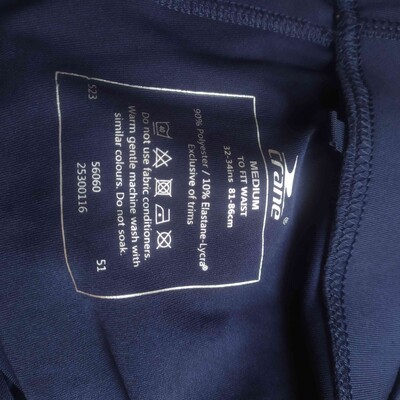 crane®
MEDIUM
TO FIT WAIST
32-34ins 81-86cm
90% Polyester / 10% Elastane-Lycra®
Exclusive of trims
Do not use fabric conditioners.
Warm gentle machine wash with
similar colours. Do not soak.
56060
25300116
523
51